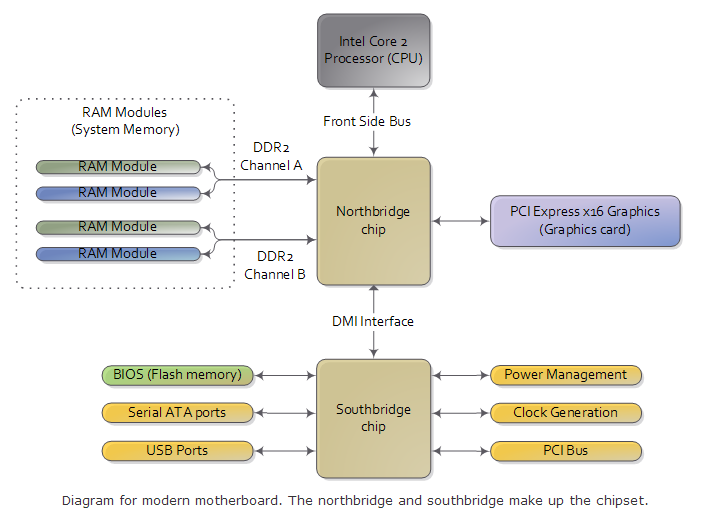 Intel Core 2
Processor (CPU)
Front Side Bus
RAM Modules
(System Memory)
DDR2
Channel A
RAM Module
RAM Module
RAM Module
RAM Module
DDR2
Channel B
Northbridge
chip
PCI Express x16 Graphics
(Graphics card)
DMI Interface
BIOS (Flash memory)
Serial ATA ports
USB Ports
Southbridge
chip
Power Management
Clock Generation
PCI Bus
Diagram for modern motherboard. The northbridge and southbridge make up the chipset.